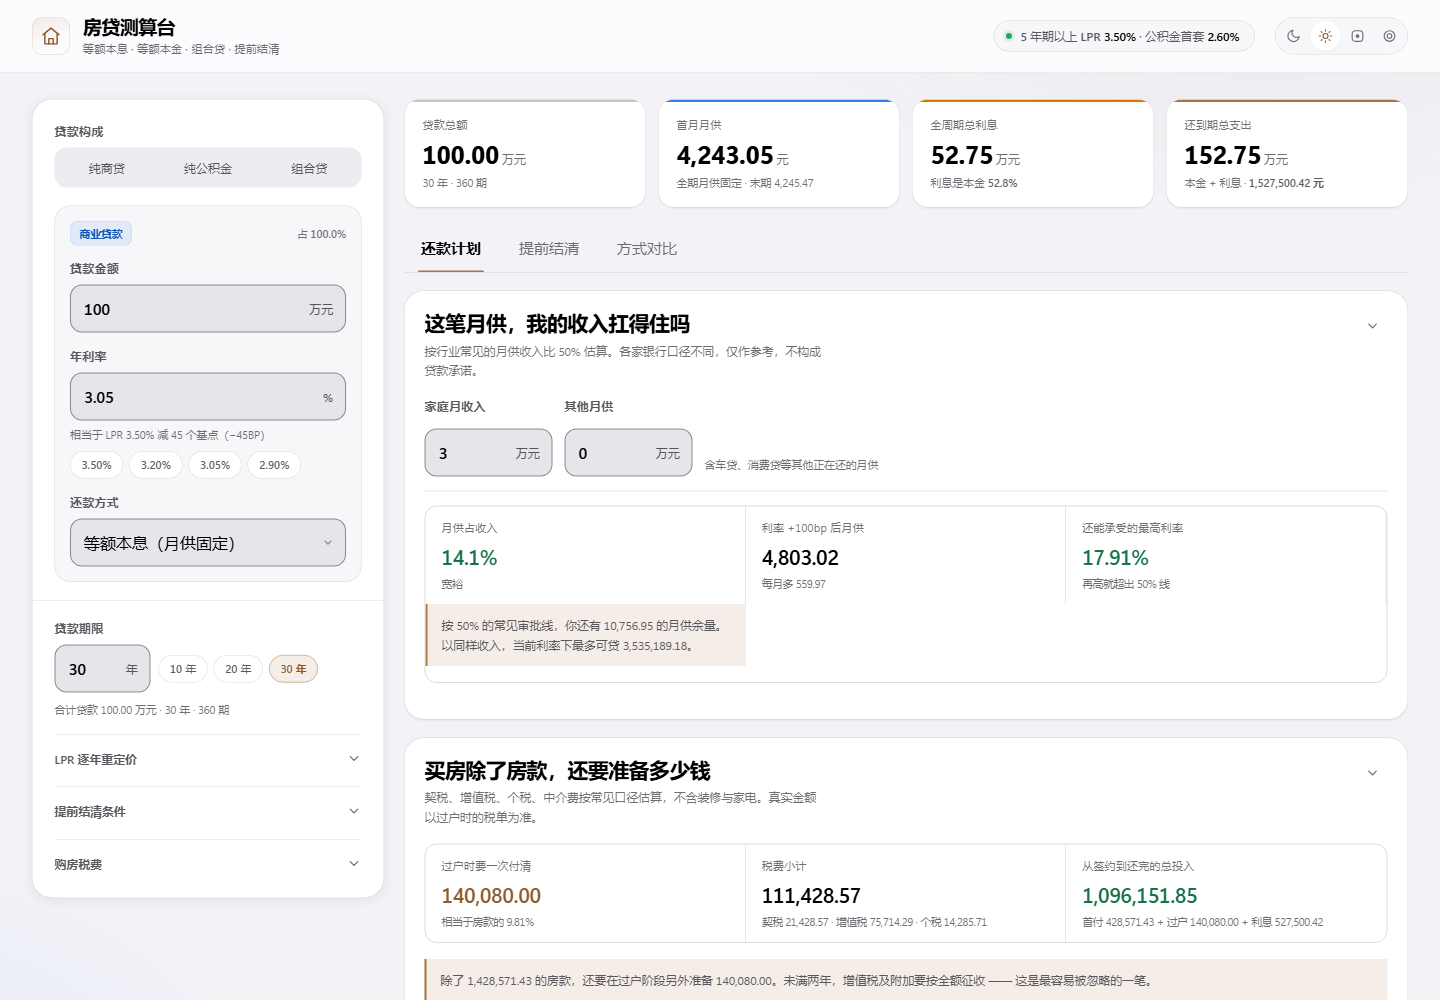 房贷测算台
等额本息 · 等额本金 · 组合贷 · 提前结清
5 年期以上 LPR 3.50% · 公积金首套 2.60%
贷款构成
纯商贷 纯公积金 组合贷
商业贷款 占 100.0%
贷款金额
100 万元
年利率
3.05 %
相当于 LPR 3.50% 减 45 个基点（−45BP）
3.50% 3.20% 3.05% 2.90%
还款方式
等额本息（月供固定）
贷款期限
30 年 10 年 20 年 30 年
合计贷款 100.00 万元 · 30 年 · 360 期
LPR 逐年重定价
提前结清条件
购房税费
贷款总额
100.00 万元
30 年 · 360 期
首月月供
4,243.05 元
全期月供固定 · 末期 4,245.47
全周期总利息
52.75 万元
利息是本金 52.8%
还到期总支出
152.75 万元
本金 + 利息 · 1,527,500.42 元
还款计划 提前结清 方式对比
这笔月供，我的收入扛得住吗
按行业常见的月供收入比 50% 估算。各家银行口径不同，仅作参考，不构成
贷款承诺。
家庭月收入 其他月供
3 万元 0 万元 含车贷、消费贷等其他正在还的月供
月供占收入
14.1%
宽裕
利率 +100bp 后月供
4,803.02
每月多 559.97
还能承受的最高利率
17.91%
再高就超出 50% 线
按 50% 的常见审批线，你还有 10,756.95 的月供余量。
以同样收入，当前利率下最多可贷 3,535,189.18。
买房除了房款，还要准备多少钱
契税、增值税、个税、中介费按常见口径估算，不含装修与家电。真实金额
以过户时的税单为准。
过户时要一次付清
140,080.00
相当于房款的 9.81%
税费小计
111,428.57
契税 21,428.57 · 增值税 75,714.29 · 个税 14,285.71
从签约到还完的总投入
1,096,151.85
首付 428,571.43 + 过户 140,080.00 + 利息 527,500.42
除了 1,428,571.43 的房款，还要在过户阶段另外准备 140,080.00。未满两年，增值税及附加要按全额征收 —— 这是最容易被忽略的一笔。